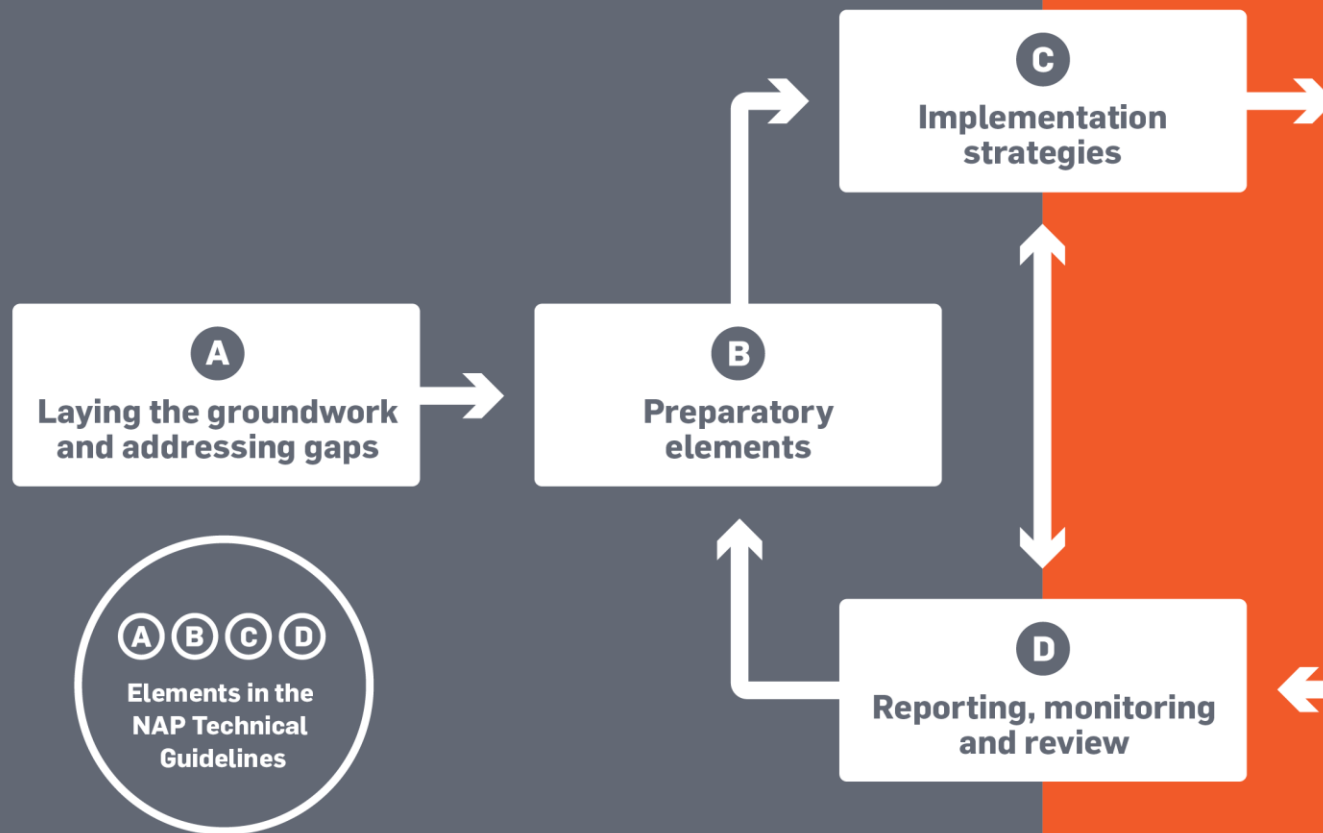 C
Implementation
strategies
A
Laying the groundwork
and addressing gaps
B
Preparatory
elements
A B C D
Elements in the
NAP Technical
Guidelines
D
Reporting, monitoring
and review